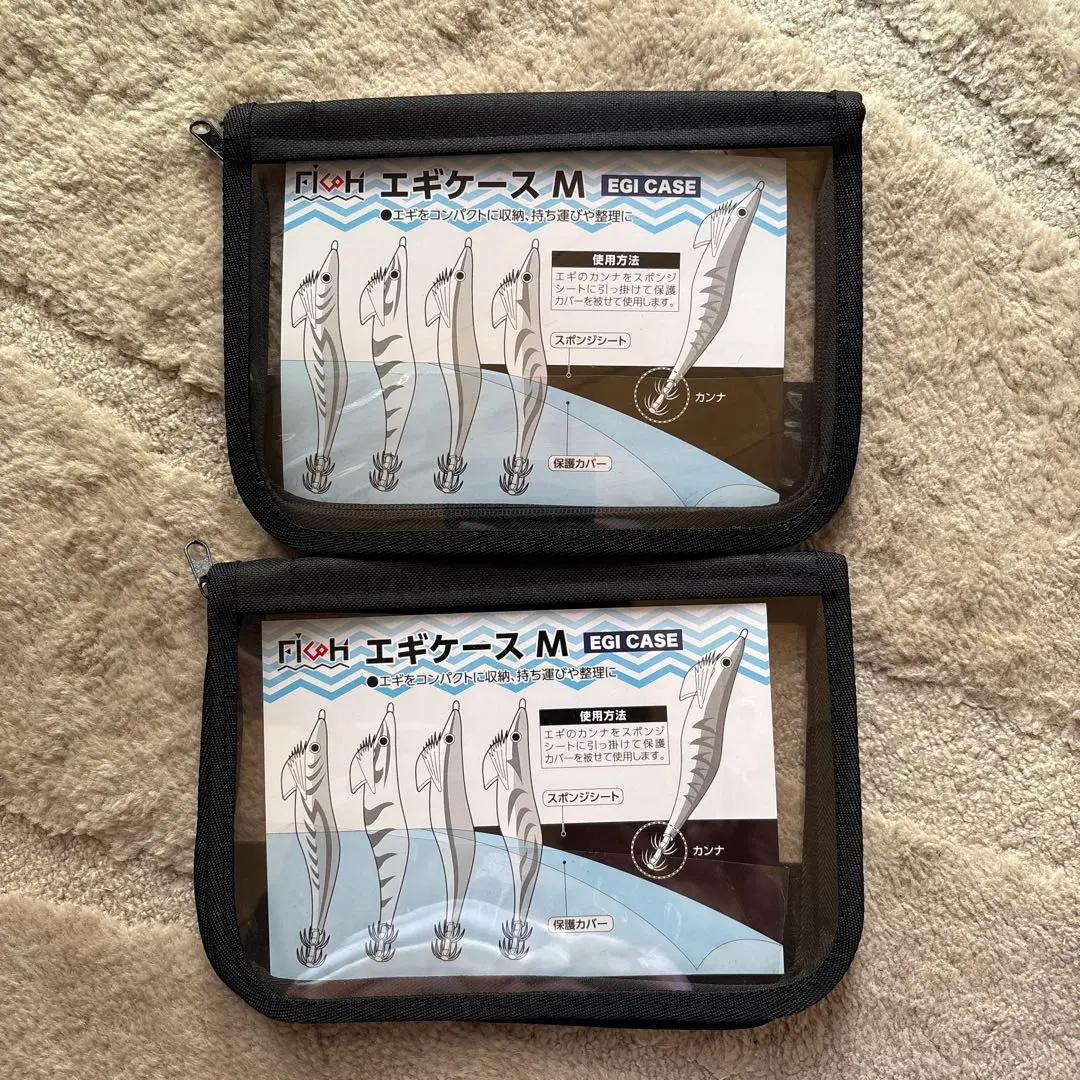 FIGOH エギケース M EGI CASE
●エギをコンパクトに収納、持ち運びや整理に
使用方法
エギのカンナをスポンジ
シートに引っ掛けて保護
カバーを被せて使用します。
スポンジシート
カンナ
保護カバー
FIGOH エギケース M EGI CASE
●エギをコンパクトに収納、持ち運びや整理に
使用方法
エギのカンナをスポンジ
シートに引っ掛けて保護
カバーを被せて使用します。
スポンジシート
カンナ
保護カバー